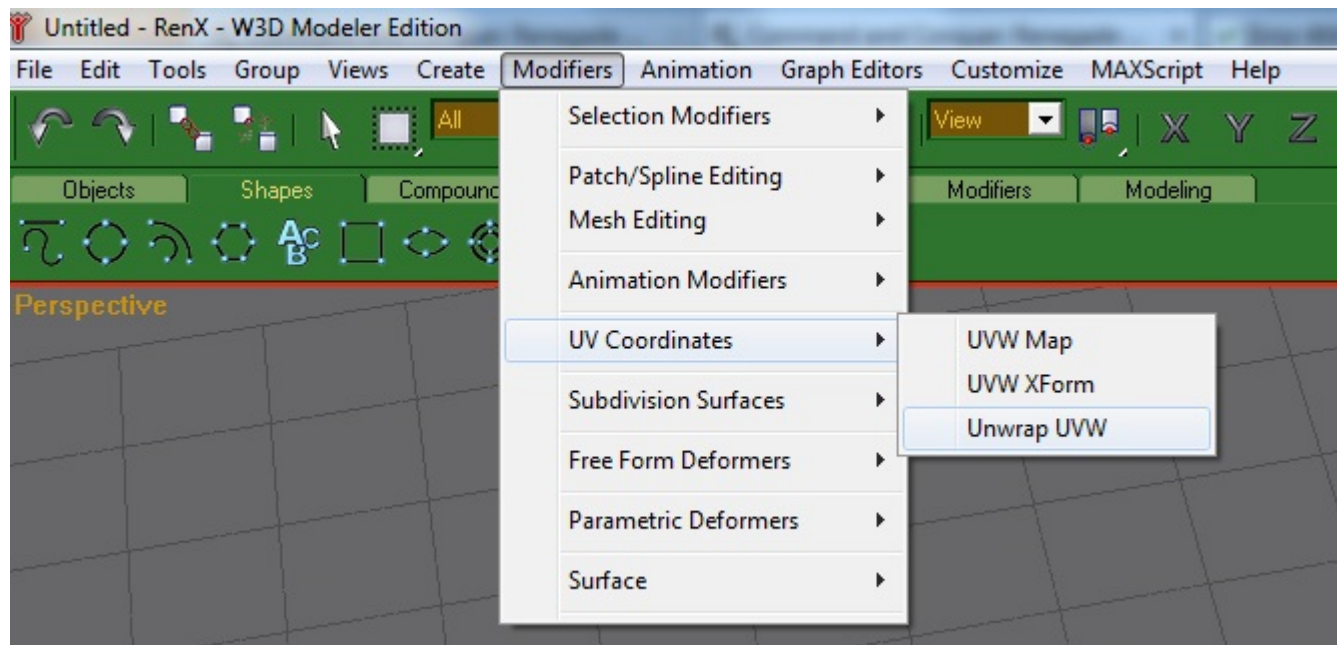 Untitled - RenX - W3D Modeler Edition
File Edit Tools Group Views Create Modifiers Animation Graph Editors Customize MAXScript Help
All
View
X Y Z
Objects Shapes Compound Modifiers Modeling
ABC
Perspective
Selection Modifiers
Patch/Spline Editing
Mesh Editing
Animation Modifiers
UV Coordinates
Subdivision Surfaces
Free Form Deformers
Parametric Deformers
Surface
UVW Map
UVW XForm
Unwrap UVW